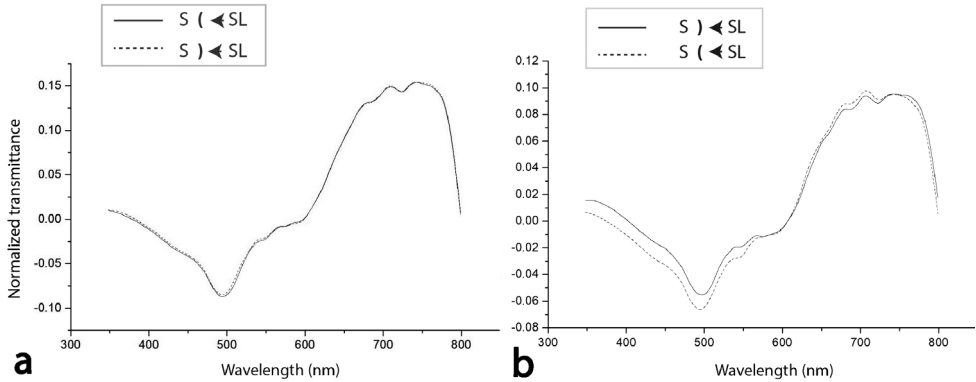 S ( ⮜ SL
S ) ⮜ SL
Normalized transmittance
0.15
0.10
0.05
0.00
-0.05
-0.10
300 400 500 600 700 800
Wavelength (nm)
a
S ) ⮜ SL
S ( ⮜ SL
0.12
0.10
0.08
0.06
0.04
0.02
0.00
-0.02
-0.04
-0.06
-0.08
300 400 500 600 700 800
Wavelength (nm)
b